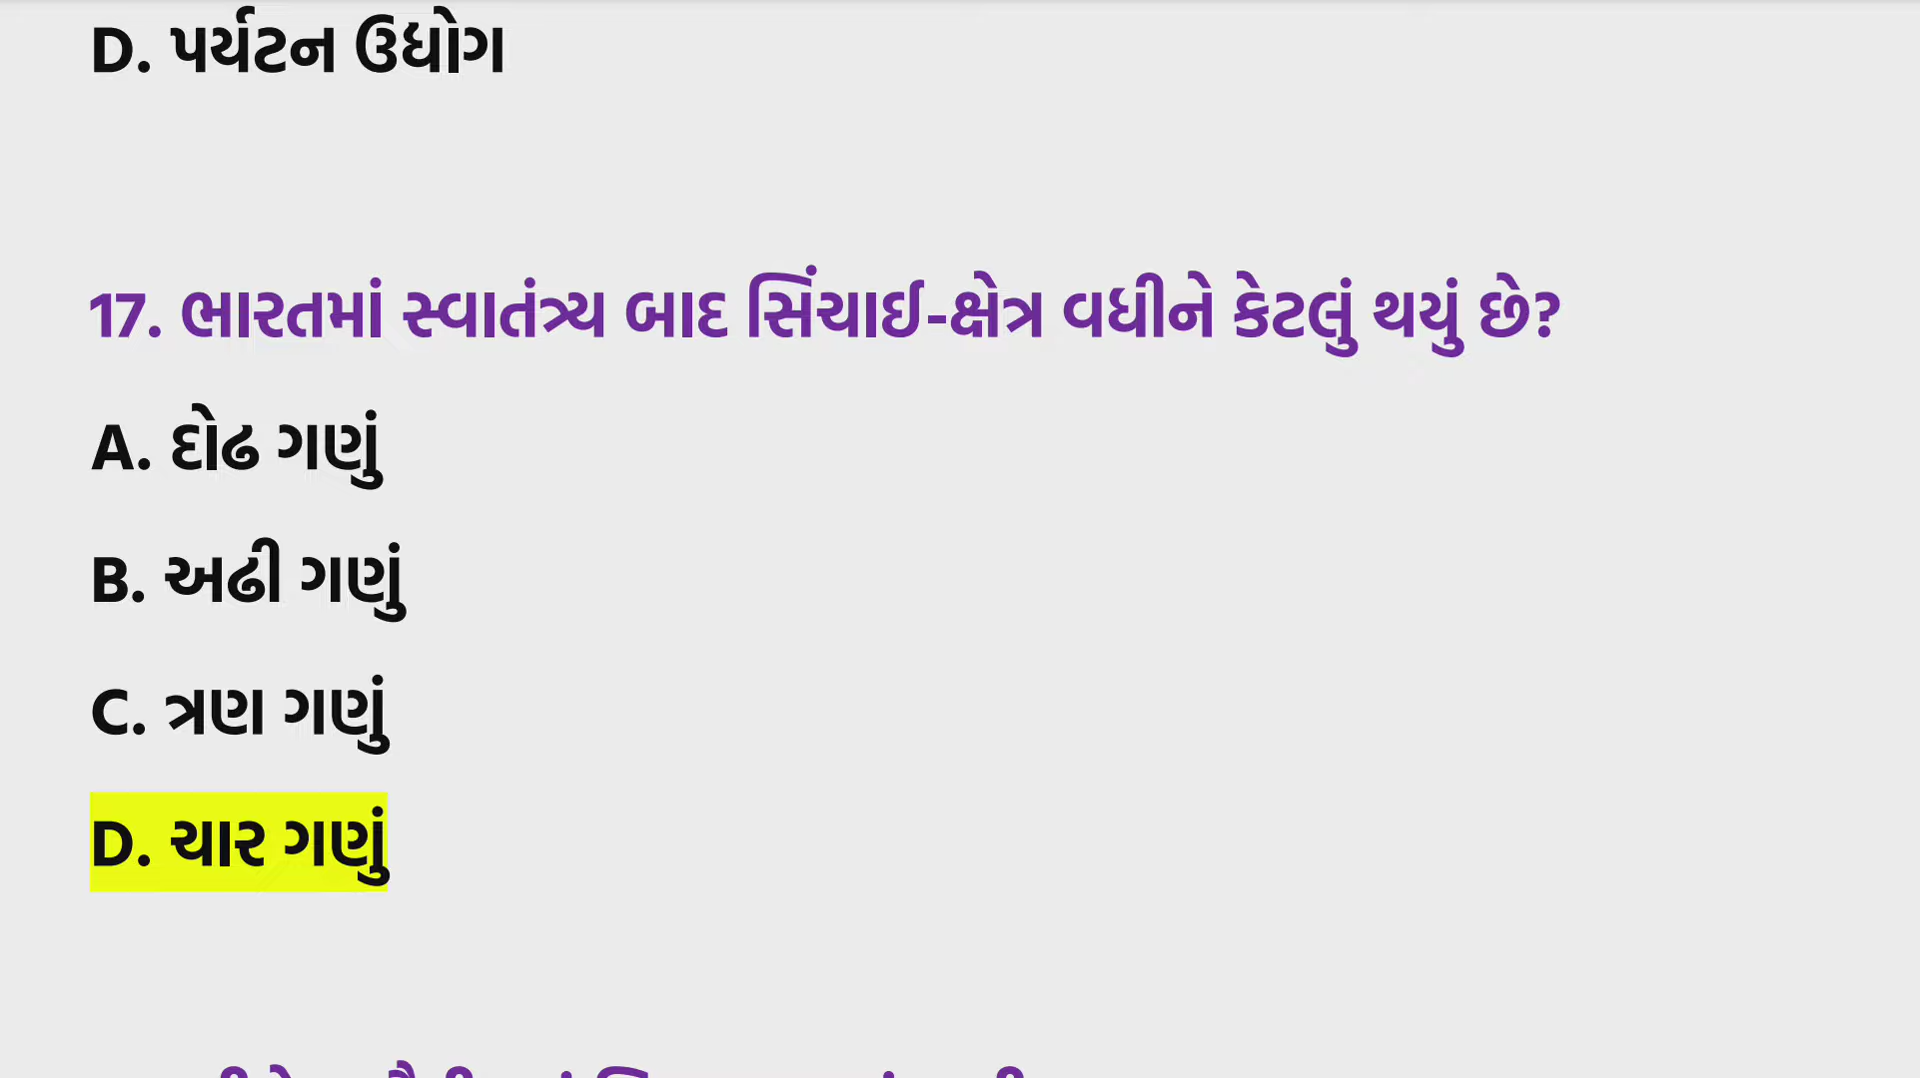 D. પર્યટન ઉદ્યોગ
17. ભારતમાં સ્વાતંત્ર્ય બાદ સિંચાઈ-ક્ષેત્ર વધીને કેટલું થયું છે?
A. દોઢ ગણું
B. અઢી ગણું
C. ત્રણ ગણું
D. ચાર ગણું